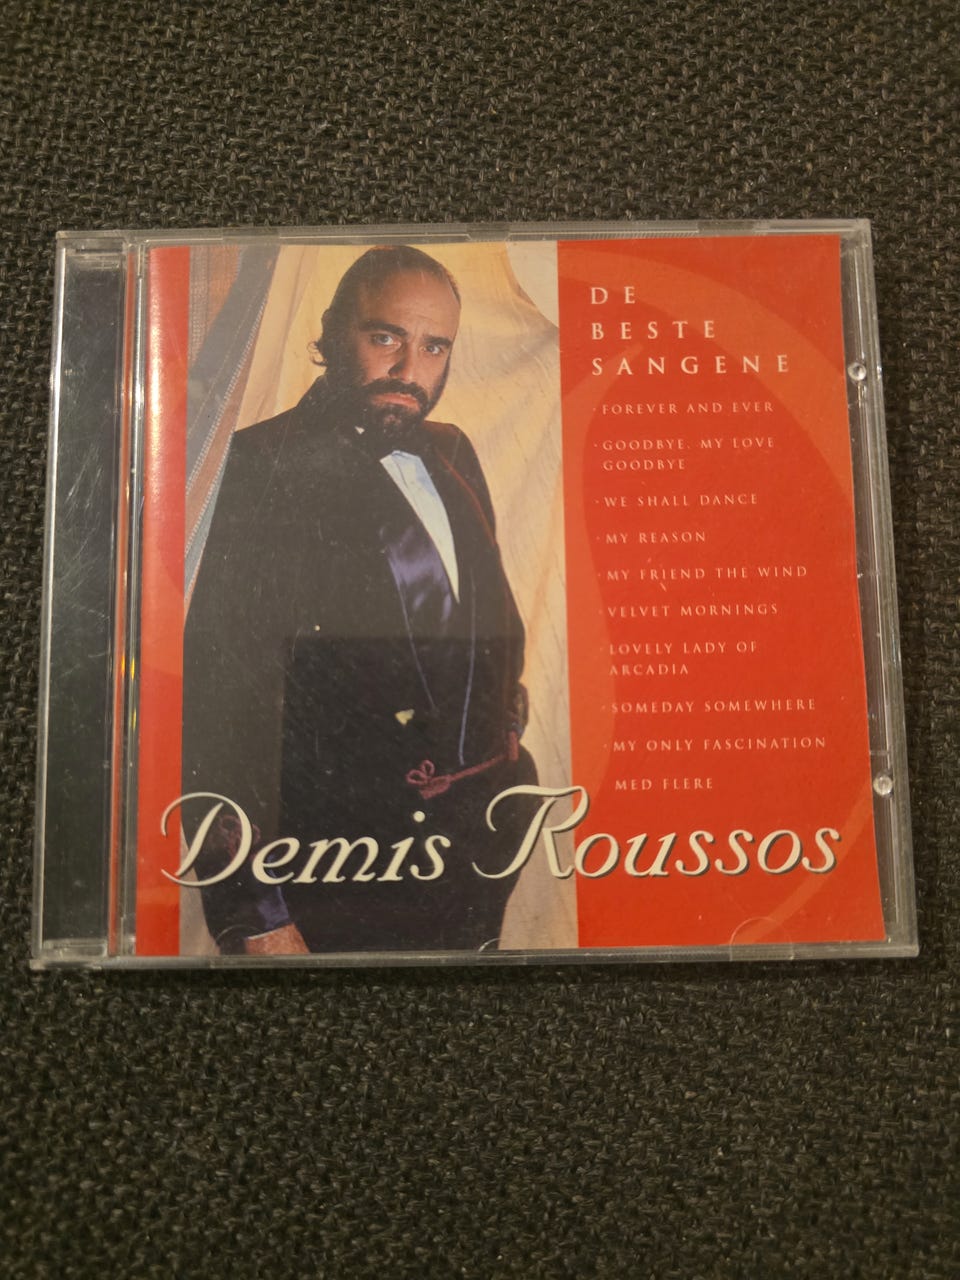 DE
BESTE
SANGENE
· FOREVER AND EVER
· GOODBYE, MY LOVE
GOODBYE
· WE SHALL DANCE
· MY REASON
· MY FRIEND THE WIND
· VELVET MORNINGS
· LOVELY LADY OF
ARCADIA
· SOMEDAY SOMEWHERE
· MY ONLY FASCINATION
MED FLERE
Demis Roussos